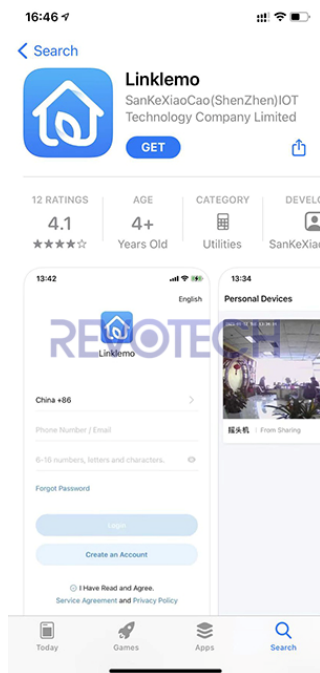 16:46
Search
Linklemo
SanKeXiaoCao(ShenZhen)IOT
Technology Company Limited
GET
12 RATINGS
AGE
CATEGORY
DEVELO
4.1
4+
Years Old
Utilities
SanKeXia
13:42
English
Linklemo
China +86
Phone Number / Email
6-16 numbers, letters and characters.
Forgot Password
Login
Create an Account
I Have Read and Agree.
Service Agreement and Privacy Policy
13:34
Personal Devices
摇头机 | From Sharing
REVOTECH
Today
Games
Apps
Search